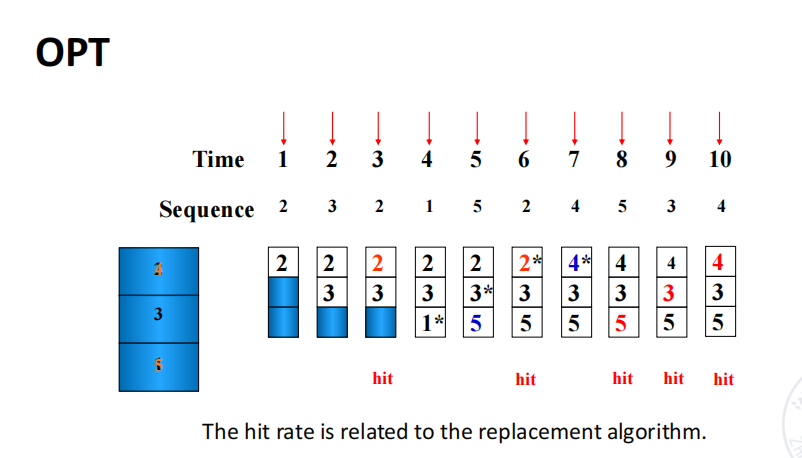 OPT
Time 1 2 3 4 5 6 7 8 9 10
Sequence 2 3 2 1 5 2 4 5 3 4
2 2 2 2 2 2* 4* 4 4 4
3 3 3 3 3* 3 3 3 3 3
1* 5 5 5 5 5 5
hit hit hit hit hit
The hit rate is related to the replacement algorithm.